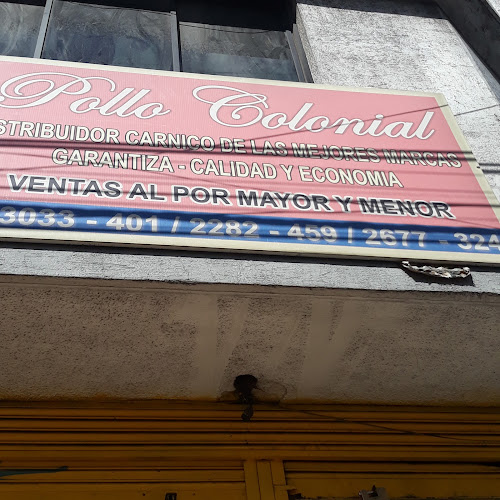 Pollo Colonial
STRIBUIDOR CARNICO DE LAS MEJORES MARCAS
GARANTIZA - CALIDAD Y ECONOMIA
VENTAS AL POR MAYOR Y MENOR
3033 - 401 / 2282 - 459 / 2677 - 324